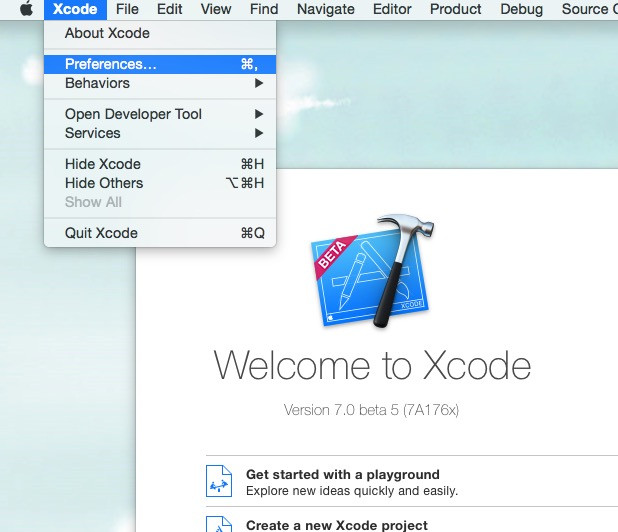 Xcode File Edit View Find Navigate Editor Product Debug Source
About Xcode
Preferences... ⌘,
Behaviors ▶
Open Developer Tool ▶
Services ▶
Hide Xcode ⌘H
Hide Others ⌥⌘H
Show All
Quit Xcode ⌘Q
BETA
XCODE
Welcome to Xcode
Version 7.0 beta 5 (7A176x)
Get started with a playground
Explore new ideas quickly and easily.
Create a new Xcode project